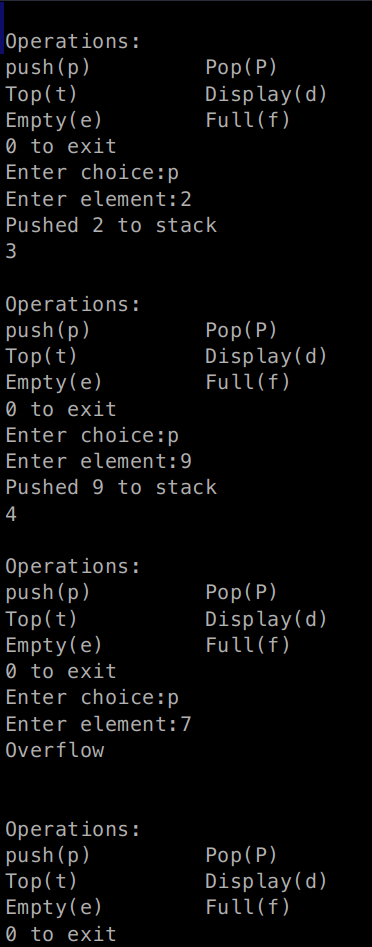 Operations:
push(p)         Pop(P)
Top(t)          Display(d)
Empty(e)        Full(f)
0 to exit
Enter choice:p
Enter element:2
Pushed 2 to stack
3
Operations:
push(p)         Pop(P)
Top(t)          Display(d)
Empty(e)        Full(f)
0 to exit
Enter choice:p
Enter element:9
Pushed 9 to stack
4
Operations:
push(p)         Pop(P)
Top(t)          Display(d)
Empty(e)        Full(f)
0 to exit
Enter choice:p
Enter element:7
Overflow
Operations:
push(p)         Pop(P)
Top(t)          Display(d)
Empty(e)        Full(f)
0 to exit